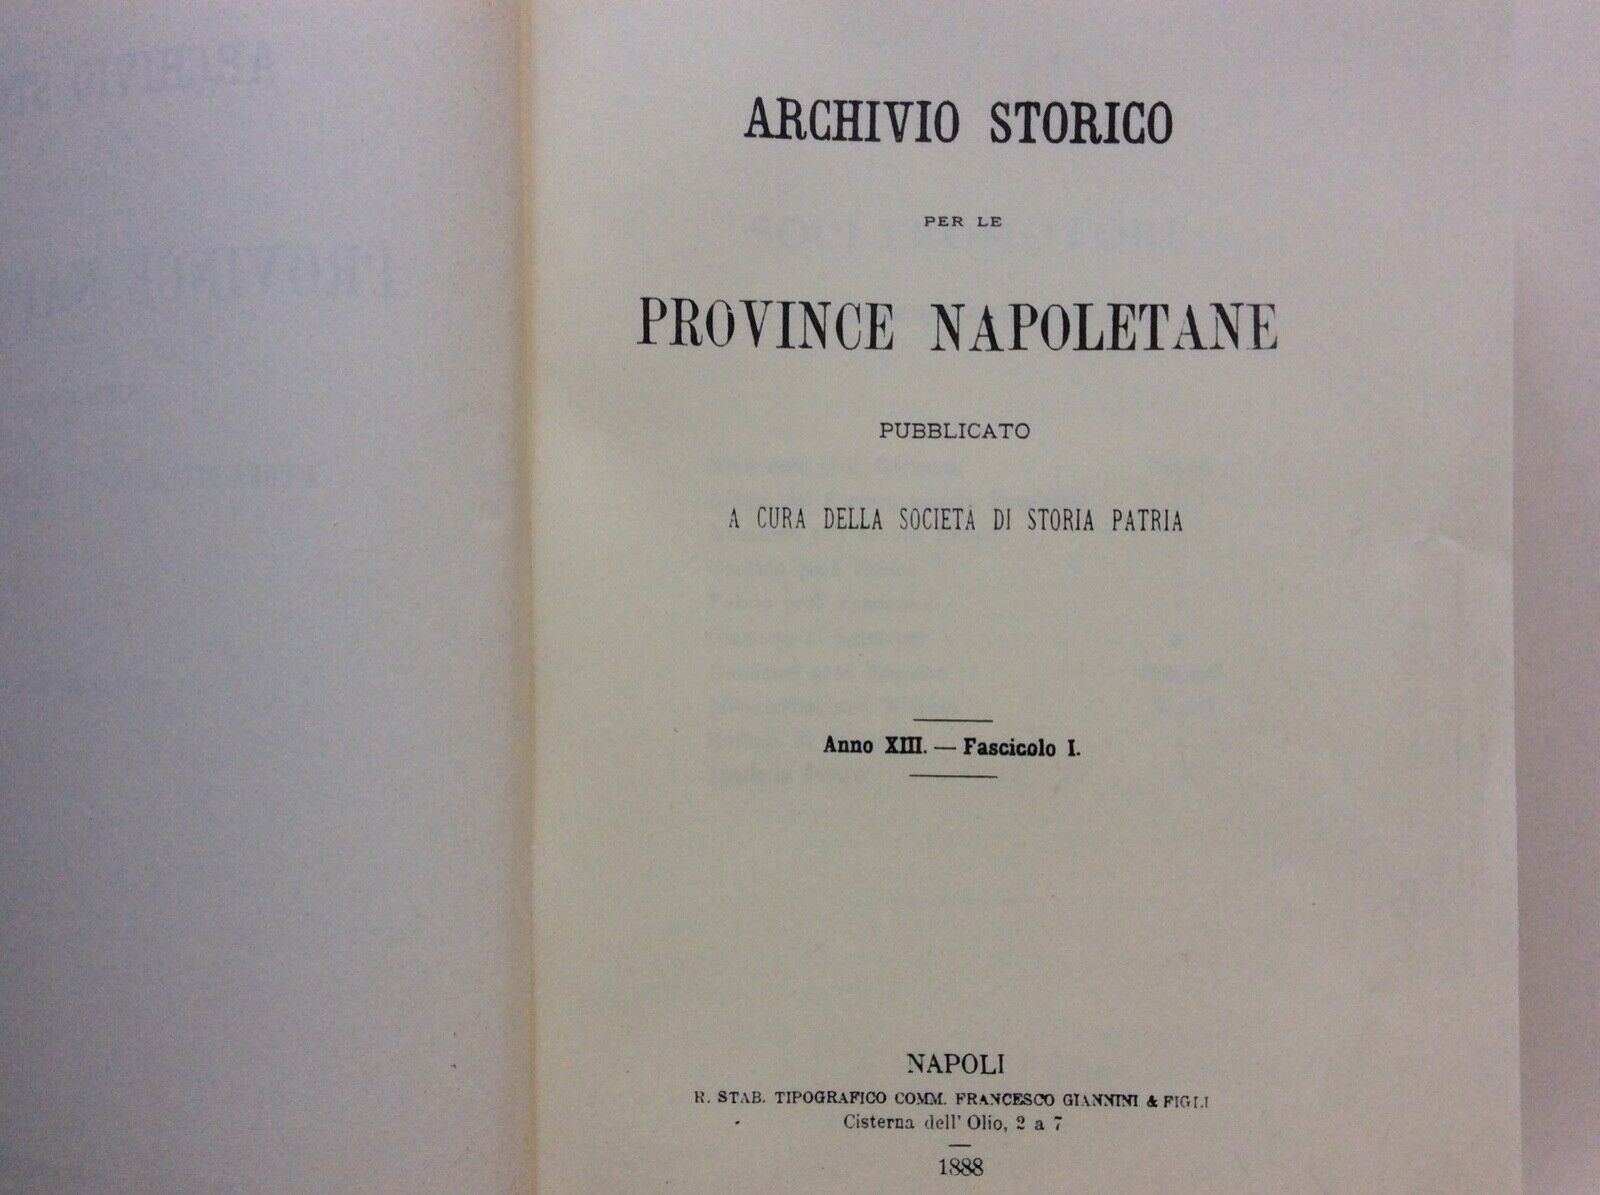 ARCHIVIO STORICO
PER LE
PROVINCE NAPOLETANE
PUBBLICATO
A CURA DELLA SOCIETÀ DI STORIA PATRIA
Anno XIII. — Fascicolo I.
NAPOLI
R. STAB. TIPOGRAFICO COMM. FRANCESCO GIANNINI & FIGLI
Cisterna dell' Olio, 2 a 7
1888